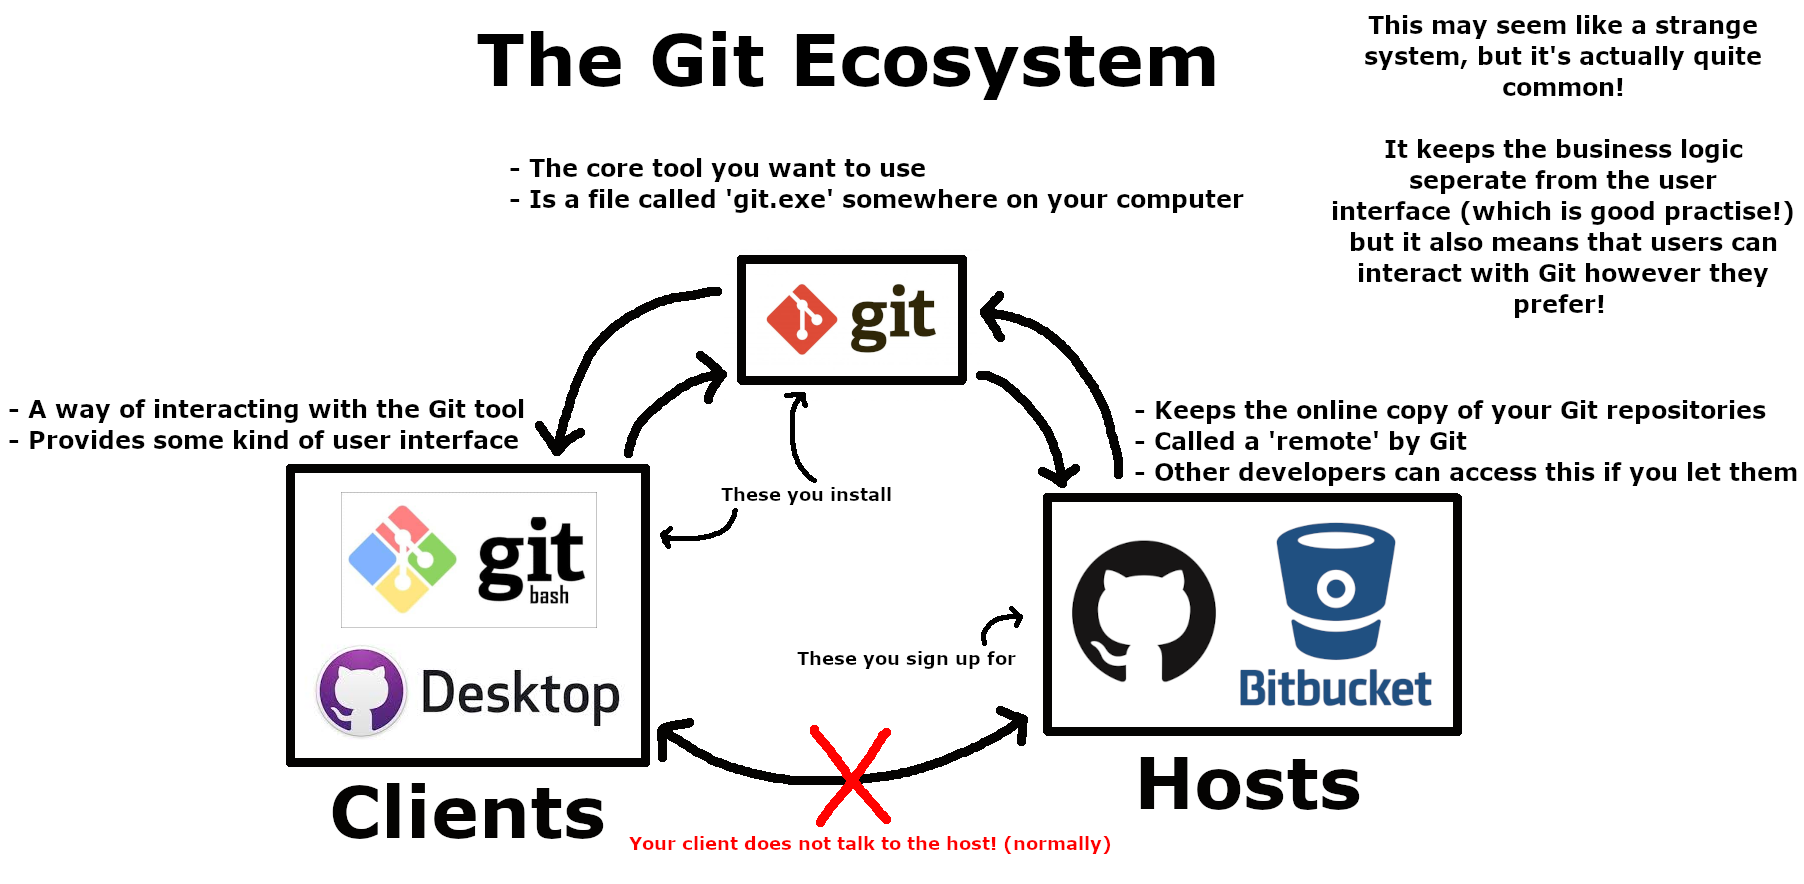 The Git Ecosystem
This may seem like a strange
system, but it's actually quite
common!
It keeps the business logic
seperate from the user
interface (which is good practise!)
but it also means that users can
interact with Git however they
prefer!
- The core tool you want to use
- Is a file called 'git.exe' somewhere on your computer
git
- A way of interacting with the Git tool
- Provides some kind of user interface
- Keeps the online copy of your Git repositories
- Called a 'remote' by Git
- Other developers can access this if you let them
These you install
git
bash
Desktop
These you sign up for
Bitbucket
Clients
Hosts
Your client does not talk to the host! (normally)